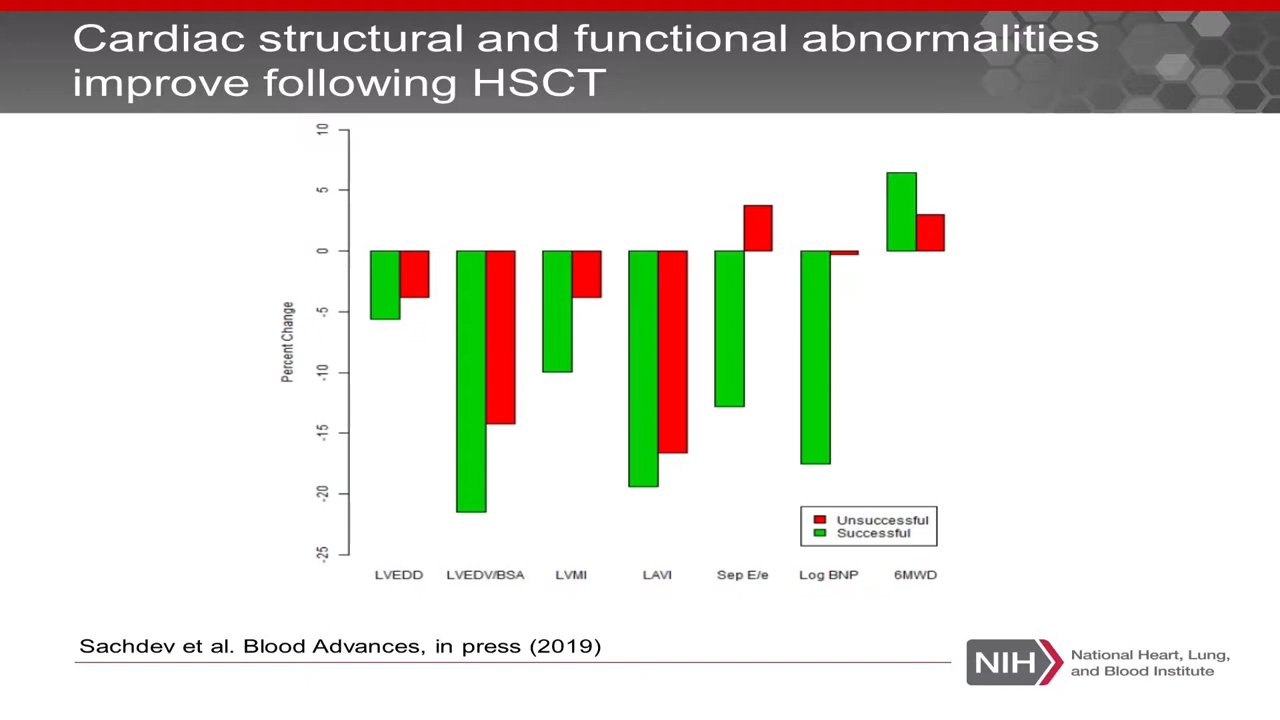 Cardiac structural and functional abnormalities
improve following HSCT
10
5
0
-5
-10
-15
-20
-25
Percent Change
Unsuccessful
Successful
LVEDD LVEDV/BSA LVMI LAVI Sep E/e Log BNP 6MWD
Sachdev et al. Blood Advances, in press (2019)
NIH National Heart, Lung,
and Blood Institute